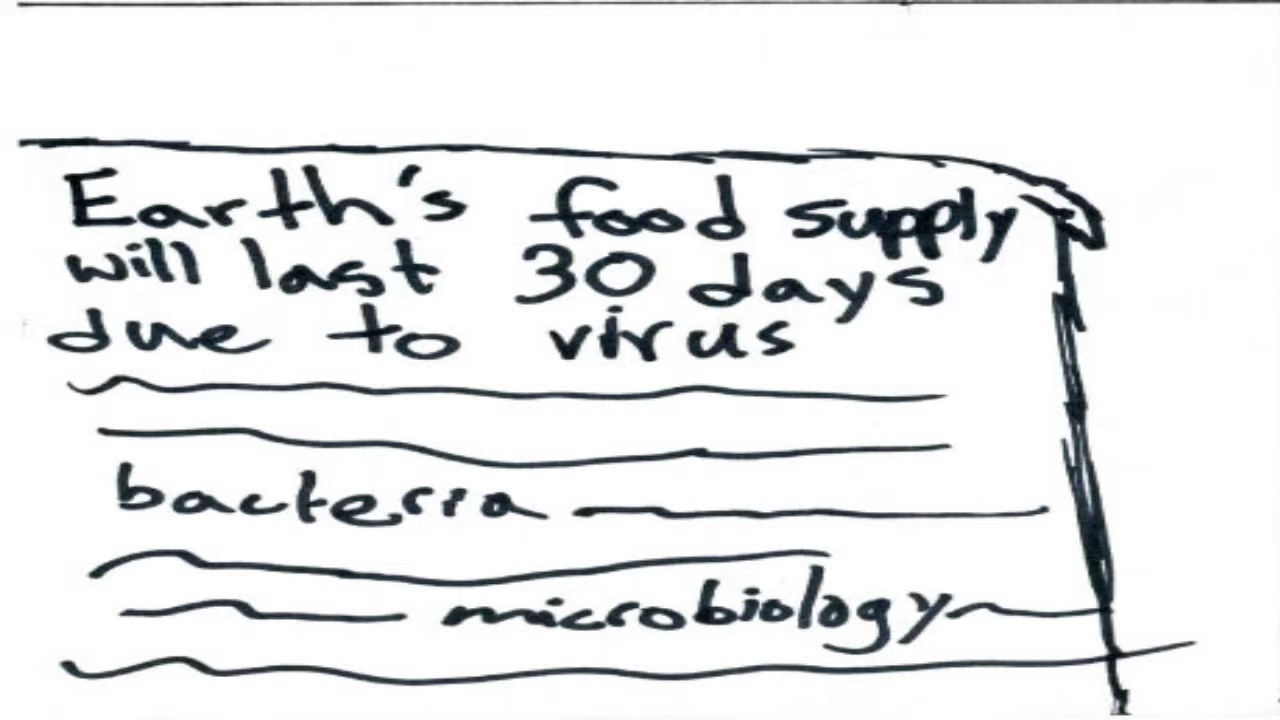 Earth's food supply
will last 30 days
due to virus
bacteria
microbiology